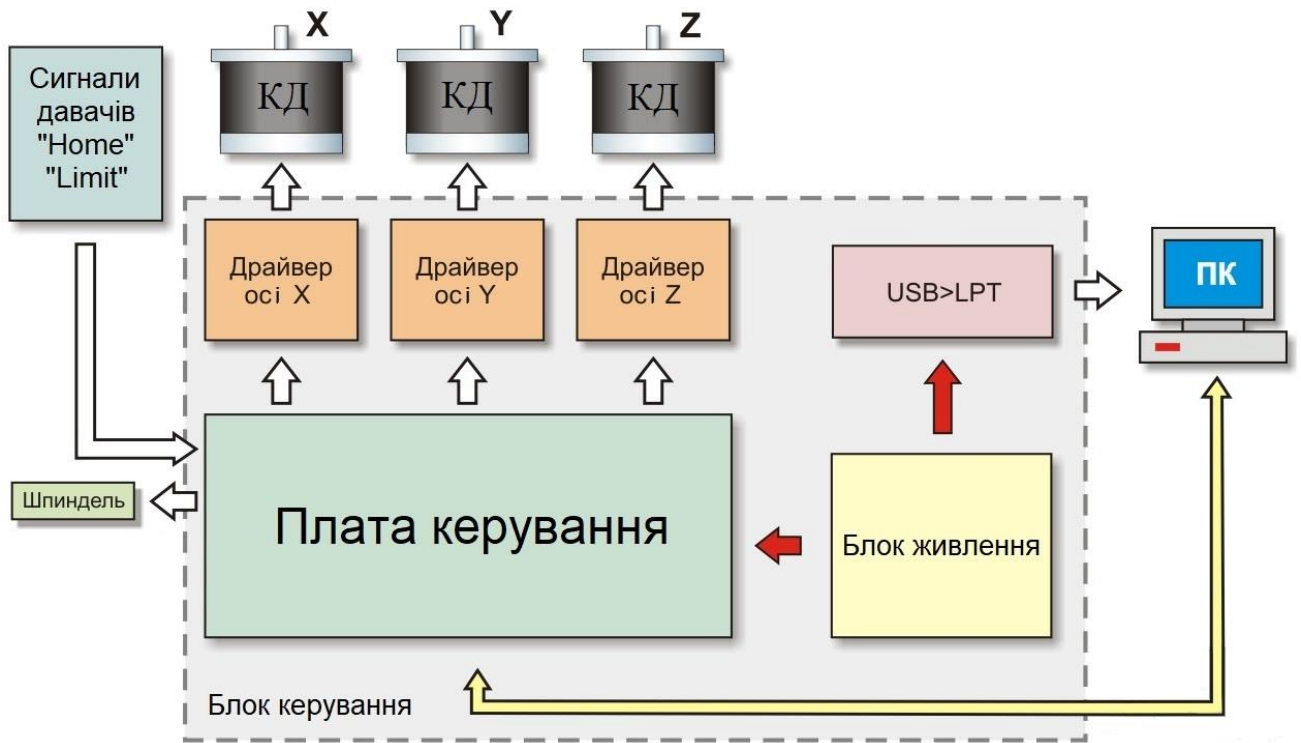 X
Y
Z
Сигнали
давачів
"Home"
"Limit"
КД
КД
КД
Драйвер
осі X
Драйвер
осі Y
Драйвер
осі Z
USB>LPT
ПК
Шпиндель
Плата керування
Блок живлення
Блок керування